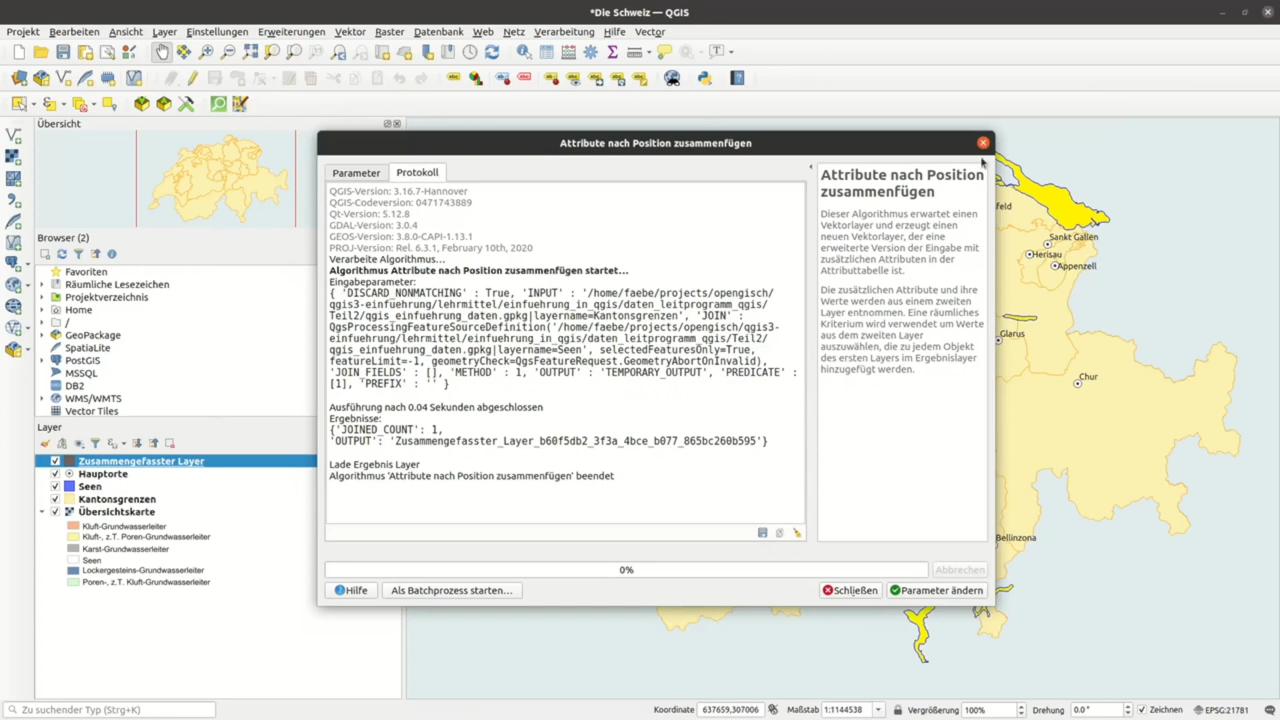 *Die Schweiz — QGIS
Projekt Bearbeiten Ansicht Layer Einstellungen Erweiterungen Vektor Raster Datenbank Web Netz Verarbeitung Hilfe Vector
Übersicht
Browser (2)
Favoriten
Räumliche Lesezeichen
Projektverzeichnis
Home
/
GeoPackage
SpatiaLite
PostGIS
MSSQL
DB2
WMS/WMTS
Vector Tiles
Layer
Zusammengefasster Layer
Hauptorte
Seen
Kantonsgrenzen
Übersichtskarte
Kluft-Grundwasserleiter
Kluft-, z.T. Poren-Grundwasserleiter
Karst-Grundwasserleiter
Seen
Lockergesteins-Grundwasserleiter
Poren-, z.T. Kluft-Grundwasserleiter
Attribute nach Position zusammenfügen
Parameter Protokoll
QGIS-Version: 3.16.7-Hannover
QGIS-Codeversion: 0471743889
Qt-Version: 5.12.8
GDAL-Version: 3.0.4
GEOS-Version: 3.8.0-CAPI-1.13.1
PROJ-Version: Rel. 6.3.1, February 10th, 2020
Verarbeite Algorithmus…
Algorithmus Attribute nach Position zusammenfügen startet…
Eingabeparameter:
{ 'DISCARD_NONMATCHING' : True, 'INPUT' : '/home/faebe/projects/opengisch/
qgis3-einfuehrung/lehrmittel/einfuehrung_in_qgis/daten_leitprogramm_qgis/
Teil2/qgis_einfuehrung_daten.gpkg|layername=Kantonsgrenzen', 'JOIN' :
QgsProcessingFeatureSourceDefinition('/home/faebe/projects/opengisch/qgis3-
einfuehrung/lehrmittel/einfuehrung_in_qgis/daten_leitprogramm_qgis/Teil2/
qgis_einfuehrung_daten.gpkg|layername=Seen', selectedFeaturesOnly=True,
featureLimit=-1, geometryCheck=QgsFeatureRequest.GeometryAbortOnInvalid),
'JOIN_FIELDS' : [], 'METHOD' : 1, 'OUTPUT' : 'TEMPORARY_OUTPUT', 'PREDICATE' :
[1], 'PREFIX' : '' }
Ausführung nach 0.04 Sekunden abgeschlossen
Ergebnisse:
{'JOINED_COUNT': 1,
'OUTPUT': 'Zusammengefasster_Layer_b60f5db2_3f3a_4bce_b077_865bc260b595'}
Lade Ergebnis Layer
Algorithmus 'Attribute nach Position zusammenfügen' beendet
Attribute nach Position
zusammenfügen
Dieser Algorithmus erwartet einen
Vektorlayer und erzeugt einen
neuen Vektorlayer, der eine
erweiterte Version der Eingabe mit
zusätzlichen Attributen in der
Attributtabelle ist.
Die zusätzlichen Attribute und ihre
Werte werden aus einem zweiten
Layer entnommen. Eine räumliches
Kriterium wird verwendet um Werte
aus dem zweiten Layer
auszuwählen, die zu jedem Objekt
des ersten Layers im Ergebnislayer
hinzugefügt werden.
0%
Abbrechen
Hilfe Als Batchprozess starten… Schließen Parameter ändern
feld
Sankt Gallen
Herisau
Appenzell
Glarus
Chur
Bellinzona
Zu suchender Typ (Strg+K) Koordinate 637659,307006 Maßstab 1:1144538 Vergrößerung 100% Drehung 0.0 ° Zeichnen EPSG:21781